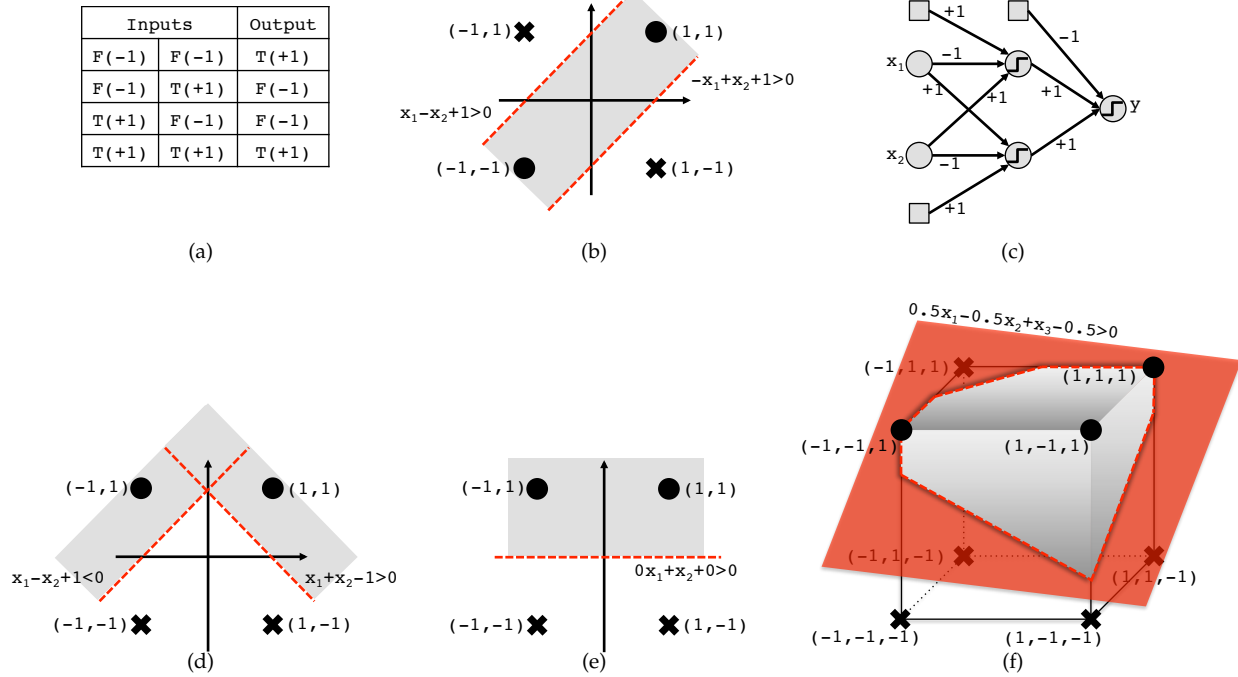 Inputs Output
F(-1) F(-1) T(+1)
F(-1) T(+1) F(-1)
T(+1) F(-1) F(-1)
T(+1) T(+1) T(+1)
(a)
(-1,1) (1,1)
-x₁+x₂+1>0
x₁-x₂+1>0
(-1,-1) (1,-1)
(b)
+1
-1
x₁ -1
+1 +1 +1 y
x₂ -1 +1
+1
(c)
(-1,1) (1,1)
x₁-x₂+1<0 x₁+x₂-1>0
(-1,-1) (1,-1)
(d)
(-1,1) (1,1)
0x₁+x₂+0>0
(-1,-1) (1,-1)
(e)
0.5x₁-0.5x₂+x₃-0.5>0
(-1,1,1) (1,1,1)
(-1,-1,1) (1,-1,1)
(-1,1,-1) (1,1,-1)
(-1,-1,-1) (1,-1,-1)
(f)